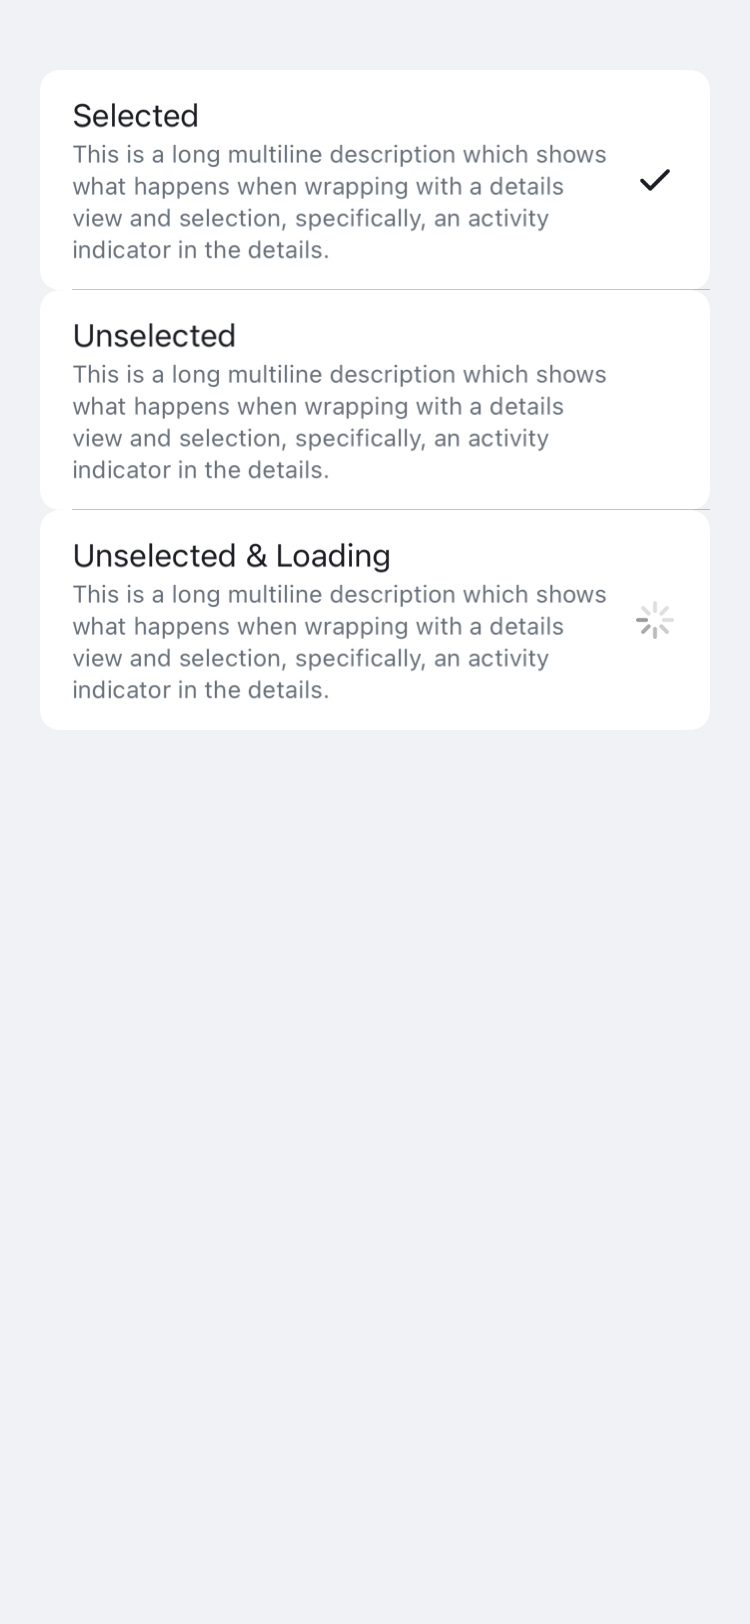 Selected
This is a long multiline description which shows
what happens when wrapping with a details
view and selection, specifically, an activity
indicator in the details.
Unselected
This is a long multiline description which shows
what happens when wrapping with a details
view and selection, specifically, an activity
indicator in the details.
Unselected & Loading
This is a long multiline description which shows
what happens when wrapping with a details
view and selection, specifically, an activity
indicator in the details.